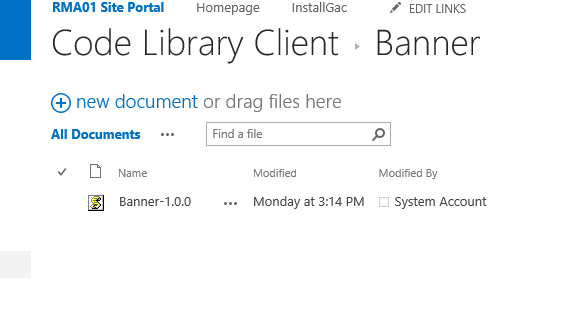 RMA01 Site Portal Homepage InstallGac EDIT LINKS
Code Library Client ▸ Banner
new document or drag files here
All Documents ••• Find a file
Name Modified Modified By
Banner-1.0.0 ••• Monday at 3:14 PM System Account